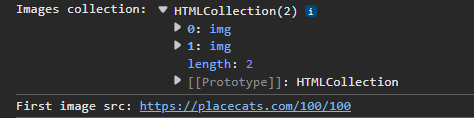 Images collection: ▼ HTMLCollection(2) i
▶ 0: img
▶ 1: img
length: 2
▶ [[Prototype]]: HTMLCollection
First image src: https://placecats.com/100/100